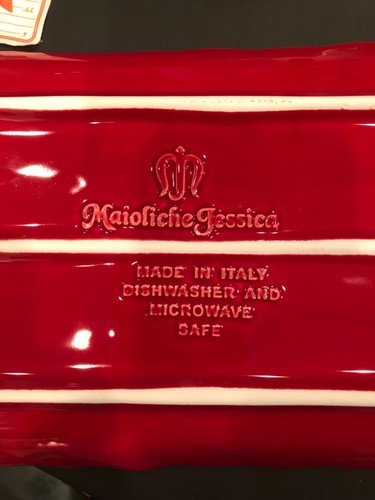 Maioliche Jessica
MADE IN ITALY
DISHWASHER AND
MICROWAVE
SAFE